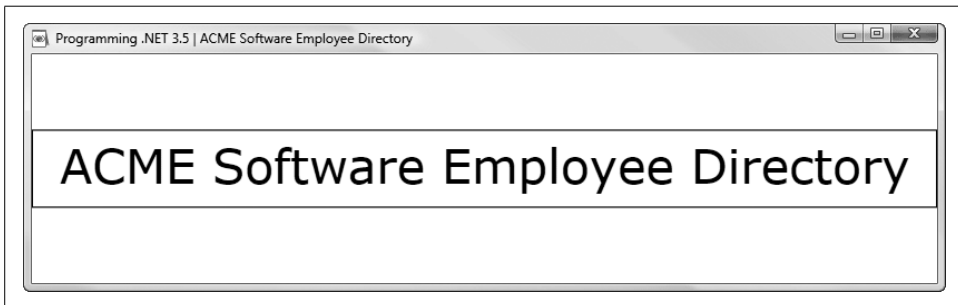 Programming .NET 3.5 | ACME Software Employee Directory
ACME Software Employee Directory